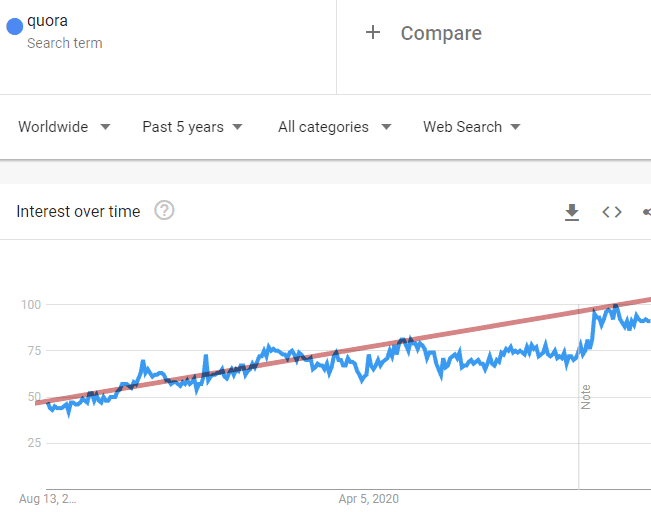 quora
Search term
+ Compare
Worldwide
Past 5 years
All categories
Web Search
Interest over time
?
100
75
50
25
Note
Aug 13, 2...
Apr 5, 2020